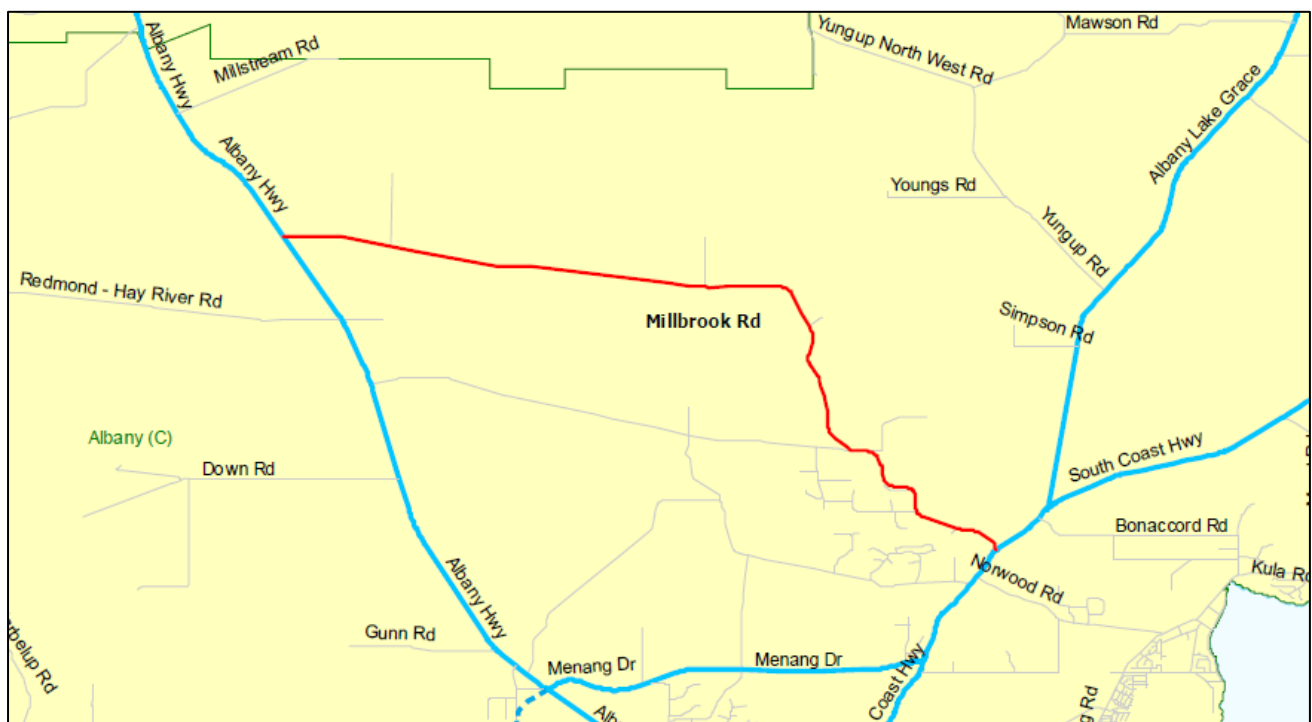 Albany Hwy
Millstream Rd
Yungup North West Rd
Mawson Rd
Albany Lake Grace
Albany Hwy
Youngs Rd
Yungup Rd
Redmond - Hay River Rd
Millbrook Rd
Simpson Rd
Albany (C)
Down Rd
South Coast Hwy
Bonaccord Rd
Albany Hwy
Norwood Rd
Kula Rd
Gunn Rd
Menang Dr
Menang Dr
Coast Hwy